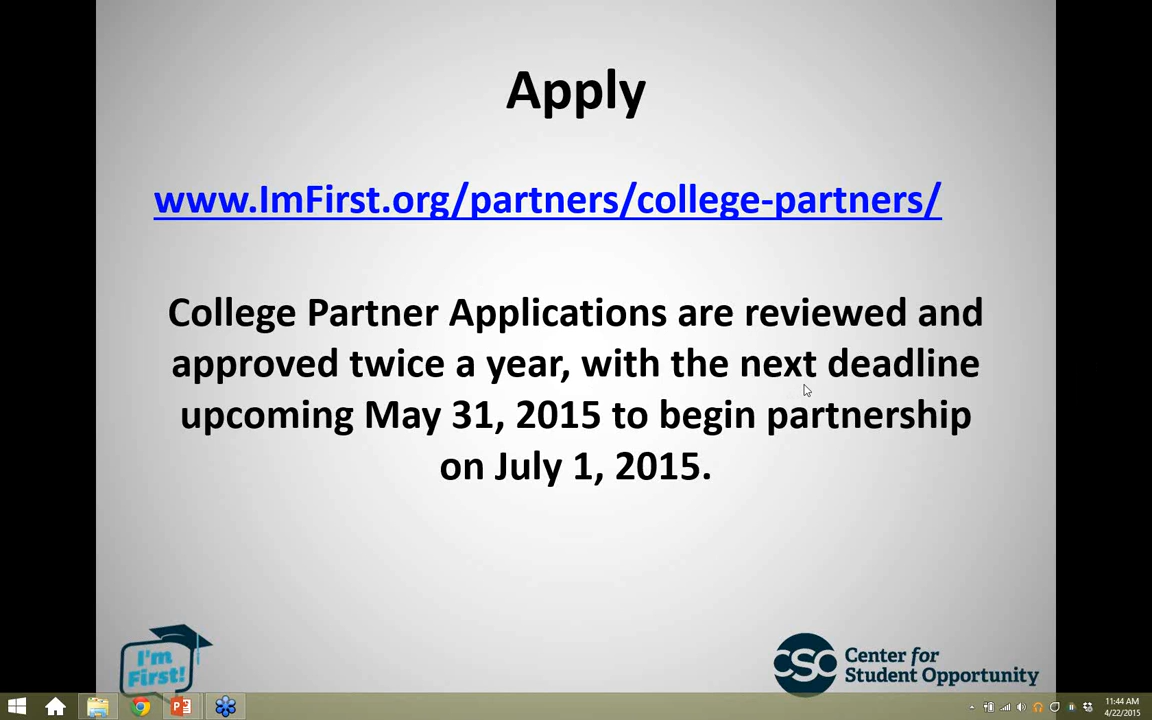 Apply
www.ImFirst.org/partners/college-partners/
College Partner Applications are reviewed and
approved twice a year, with the next deadline
upcoming May 31, 2015 to begin partnership
on July 1, 2015.
I'm
First!
CSO
Center for
Student Opportunity
11:44 AM
4/22/2015